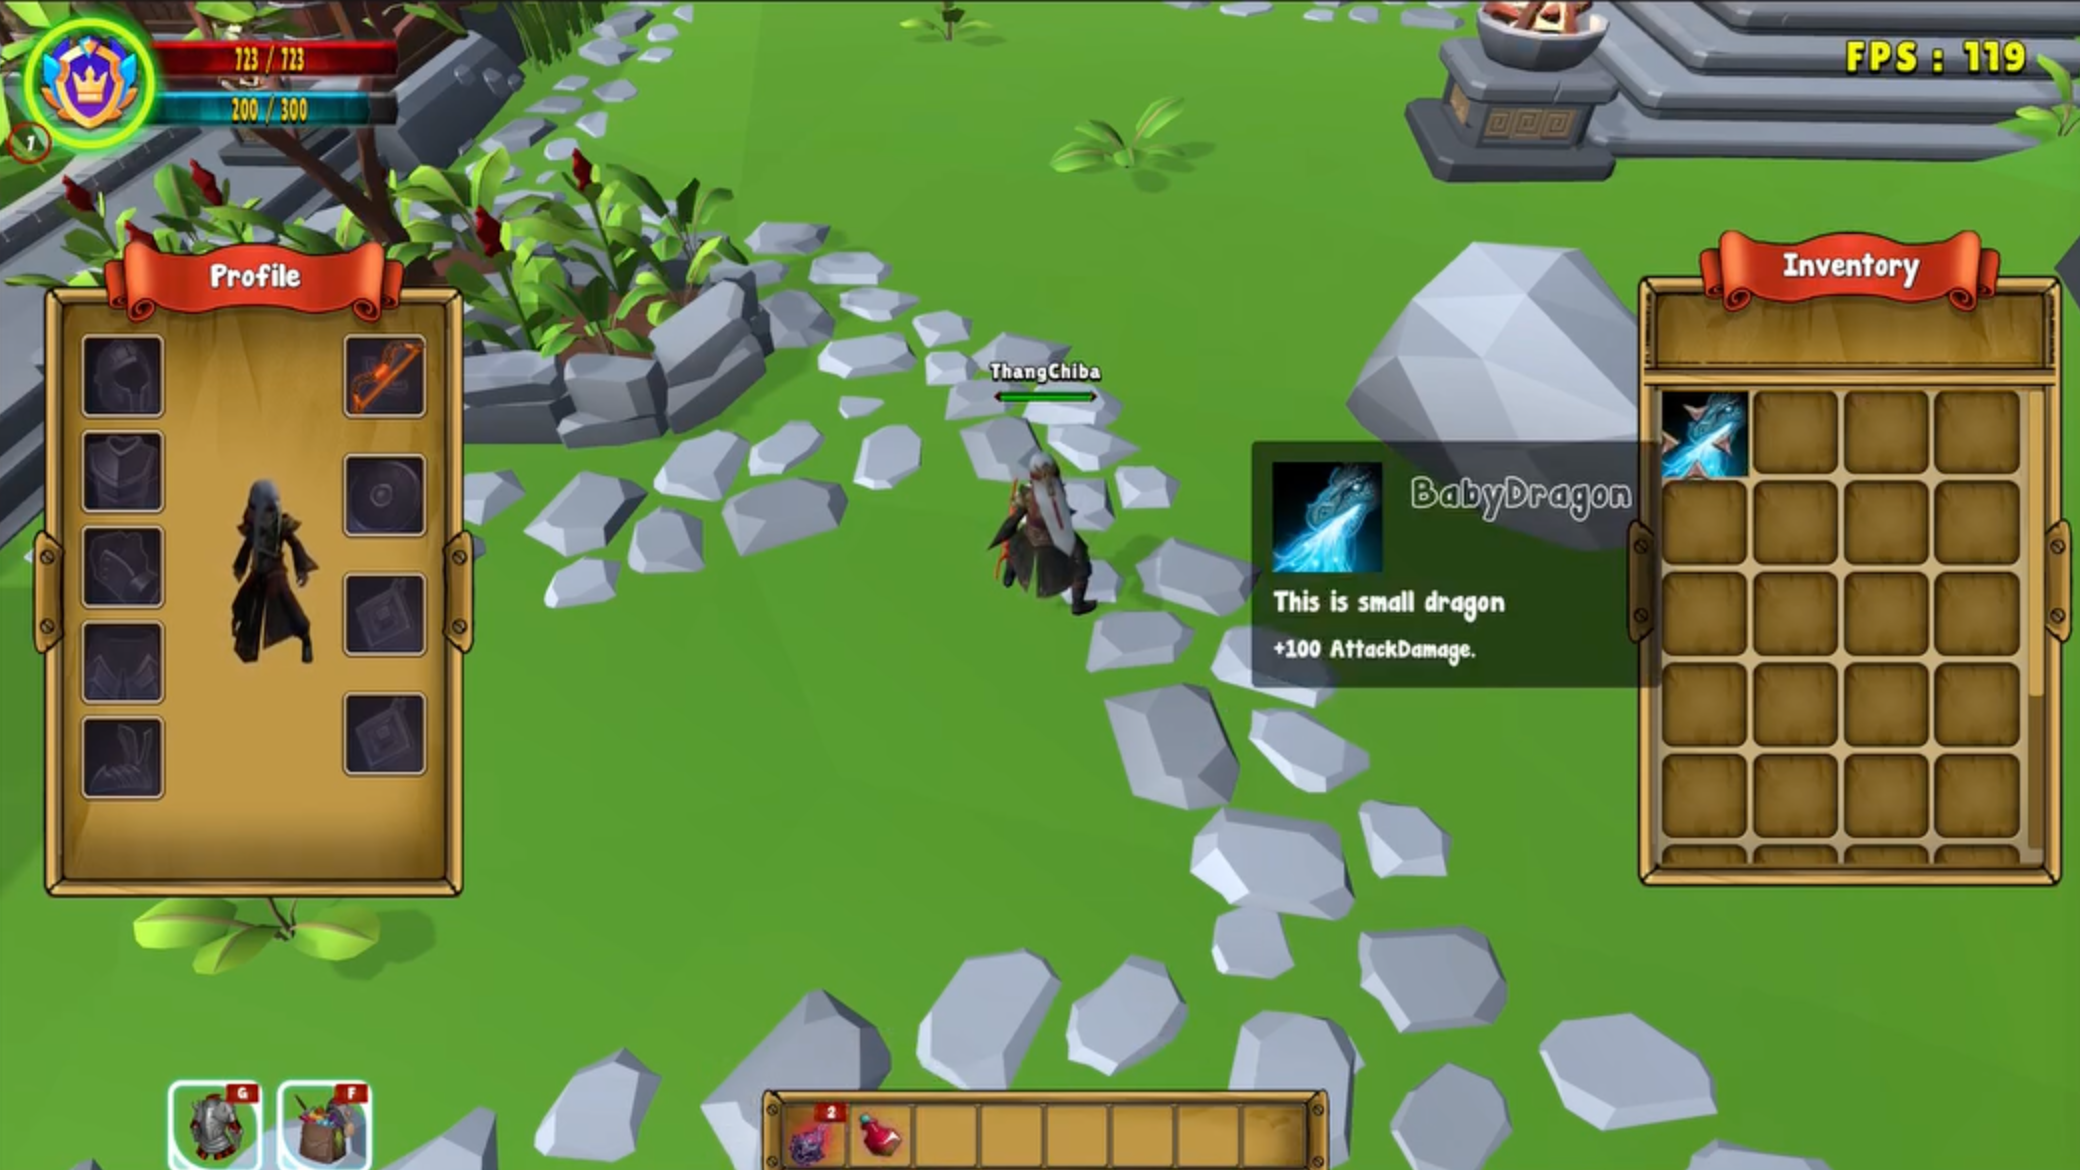 723 / 723
200 / 300
1
FPS : 119
Profile
Inventory
ThangChiba
BabyDragon
This is small dragon
+100 AttackDamage.
G
F
2